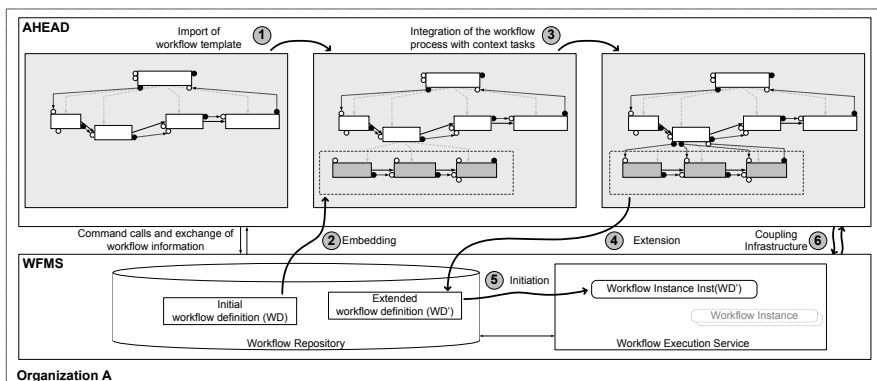 AHEAD
Import of
workflow template
1
Integration of the workflow
process with context tasks
3
Command calls and exchange of
workflow information
2
Embedding
4
Extension
Coupling
Infrastructure
6
WFMS
5
Initiation
Initial
workflow definition (WD)
Extended
workflow definition (WD')
Workflow Instance Inst(WD')
Workflow Instance
Workflow Repository
Workflow Execution Service
Organization A